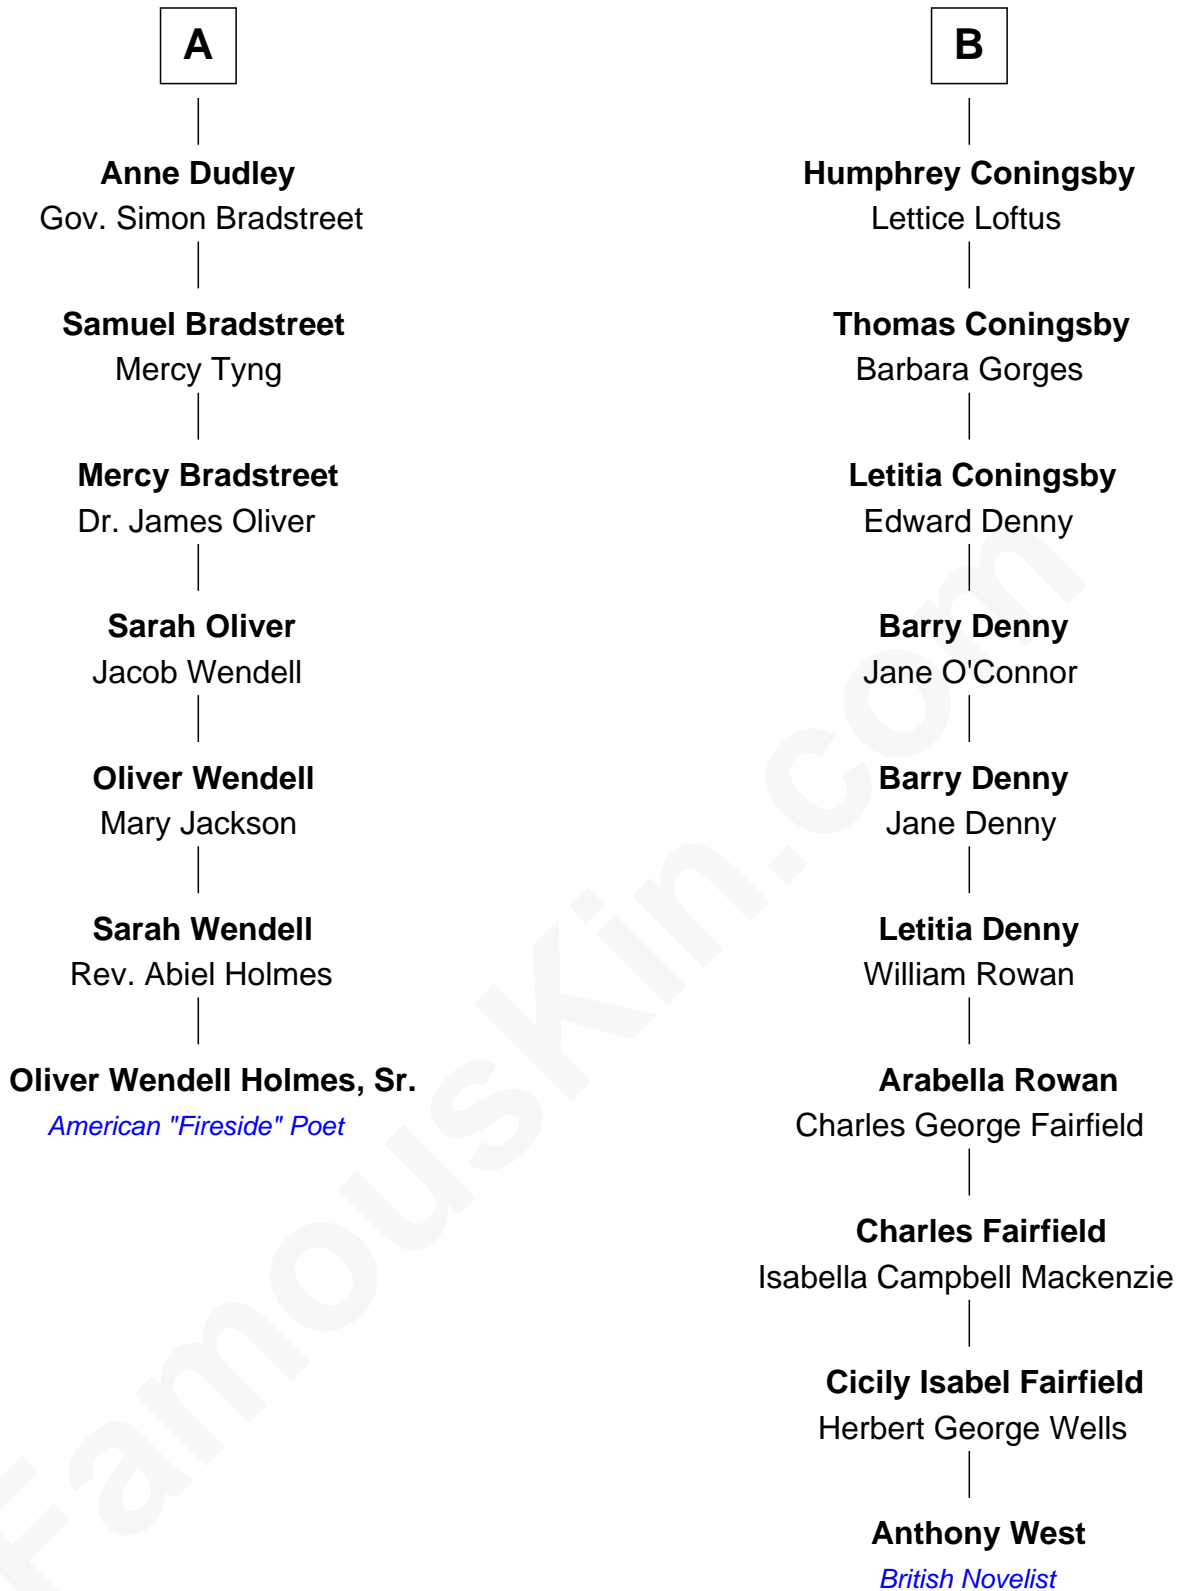 A
Anne Dudley
Gov. Simon Bradstreet
Samuel Bradstreet
Mercy Tyng
Mercy Bradstreet
Dr. James Oliver
Sarah Oliver
Jacob Wendell
Oliver Wendell
Mary Jackson
Sarah Wendell
Rev. Abiel Holmes
Oliver Wendell Holmes, Sr.
American "Fireside" Poet
B
Humphrey Coningsby
Lettice Loftus
Thomas Coningsby
Barbara Gorges
Letitia Coningsby
Edward Denny
Barry Denny
Jane O'Connor
Barry Denny
Jane Denny
Letitia Denny
William Rowan
Arabella Rowan
Charles George Fairfield
Charles Fairfield
Isabella Campbell Mackenzie
Cicily Isabel Fairfield
Herbert George Wells
Anthony West
British Novelist
FamousKin.com